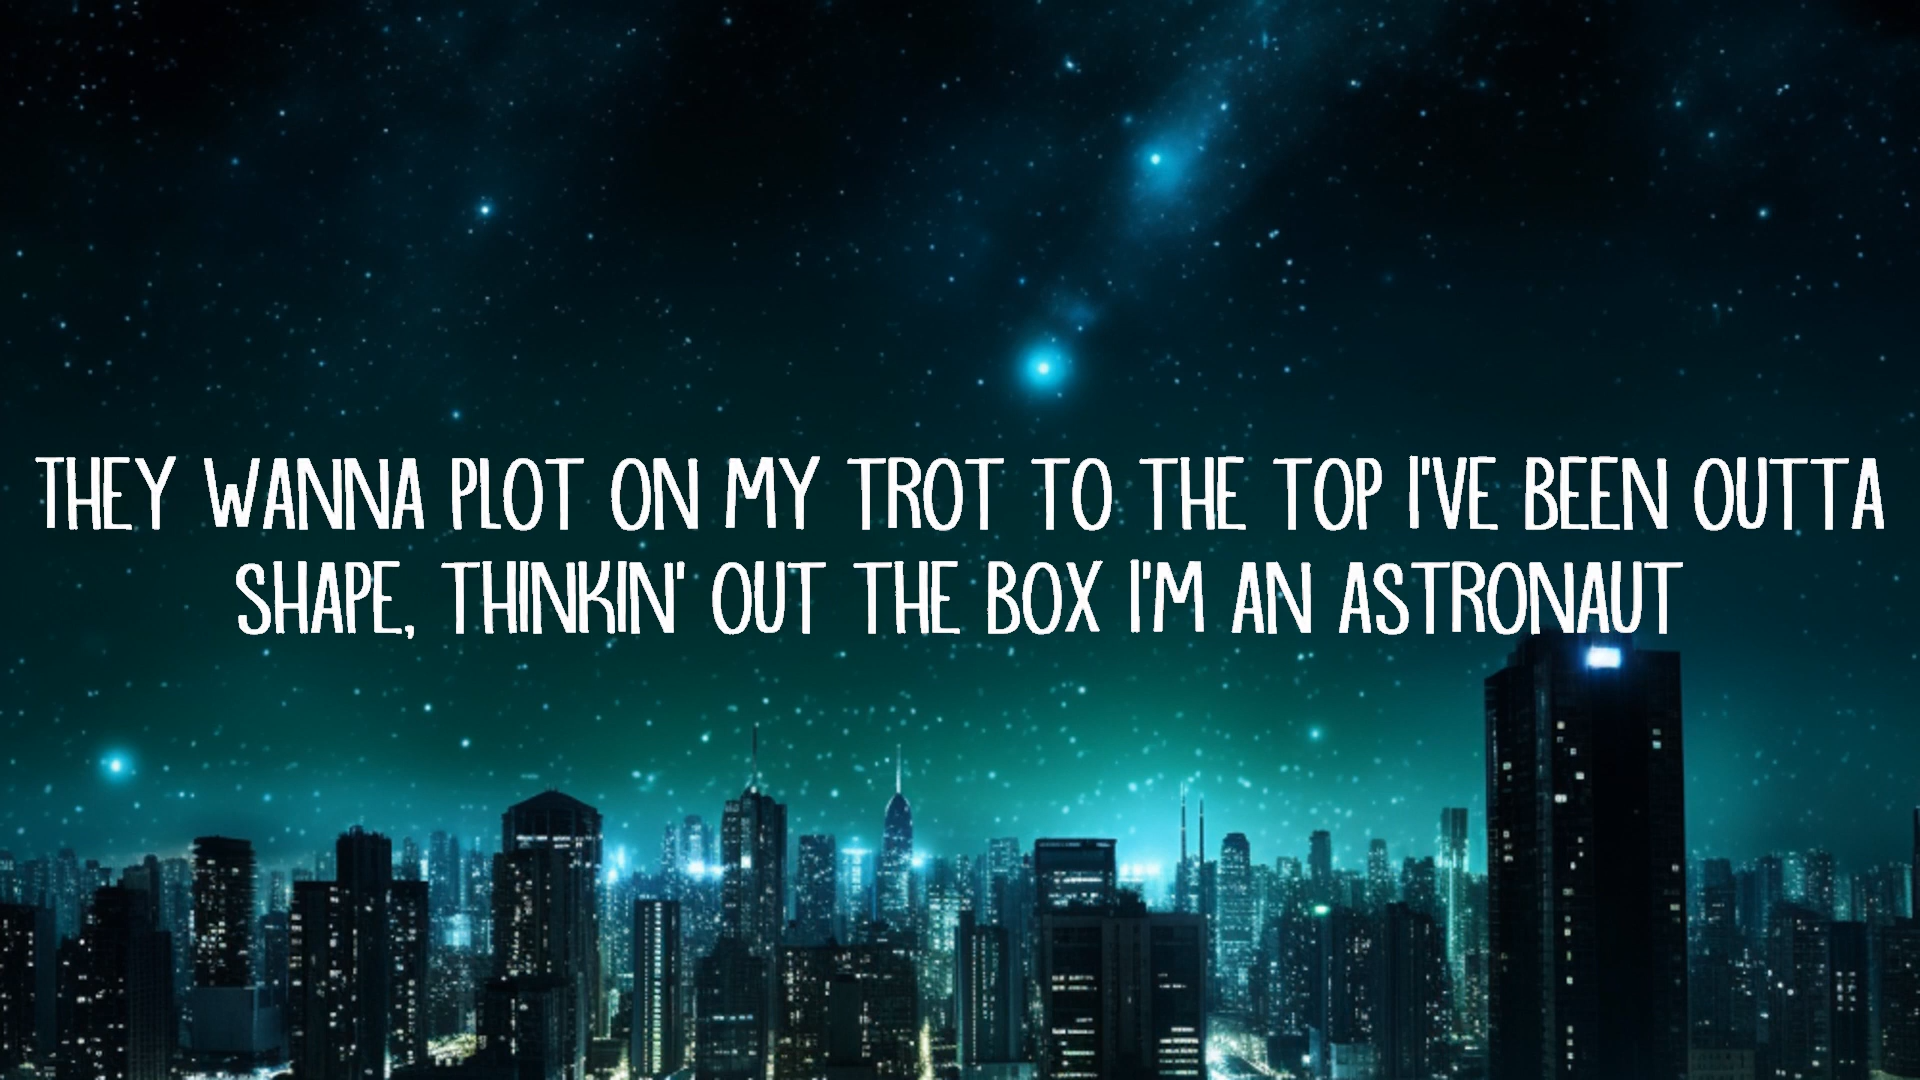 THEY WANNA PLOT ON MY TROT TO THE TOP I'VE BEEN OUTTA
SHAPE, THINKIN' OUT THE BOX I'M AN ASTRONAUT